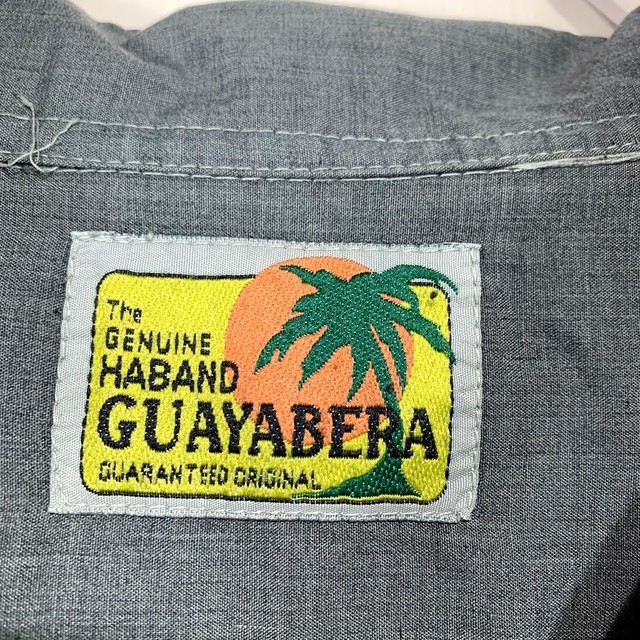 The
GENUINE
HABAND
GUAYABERA
GUARANTEED ORIGINAL